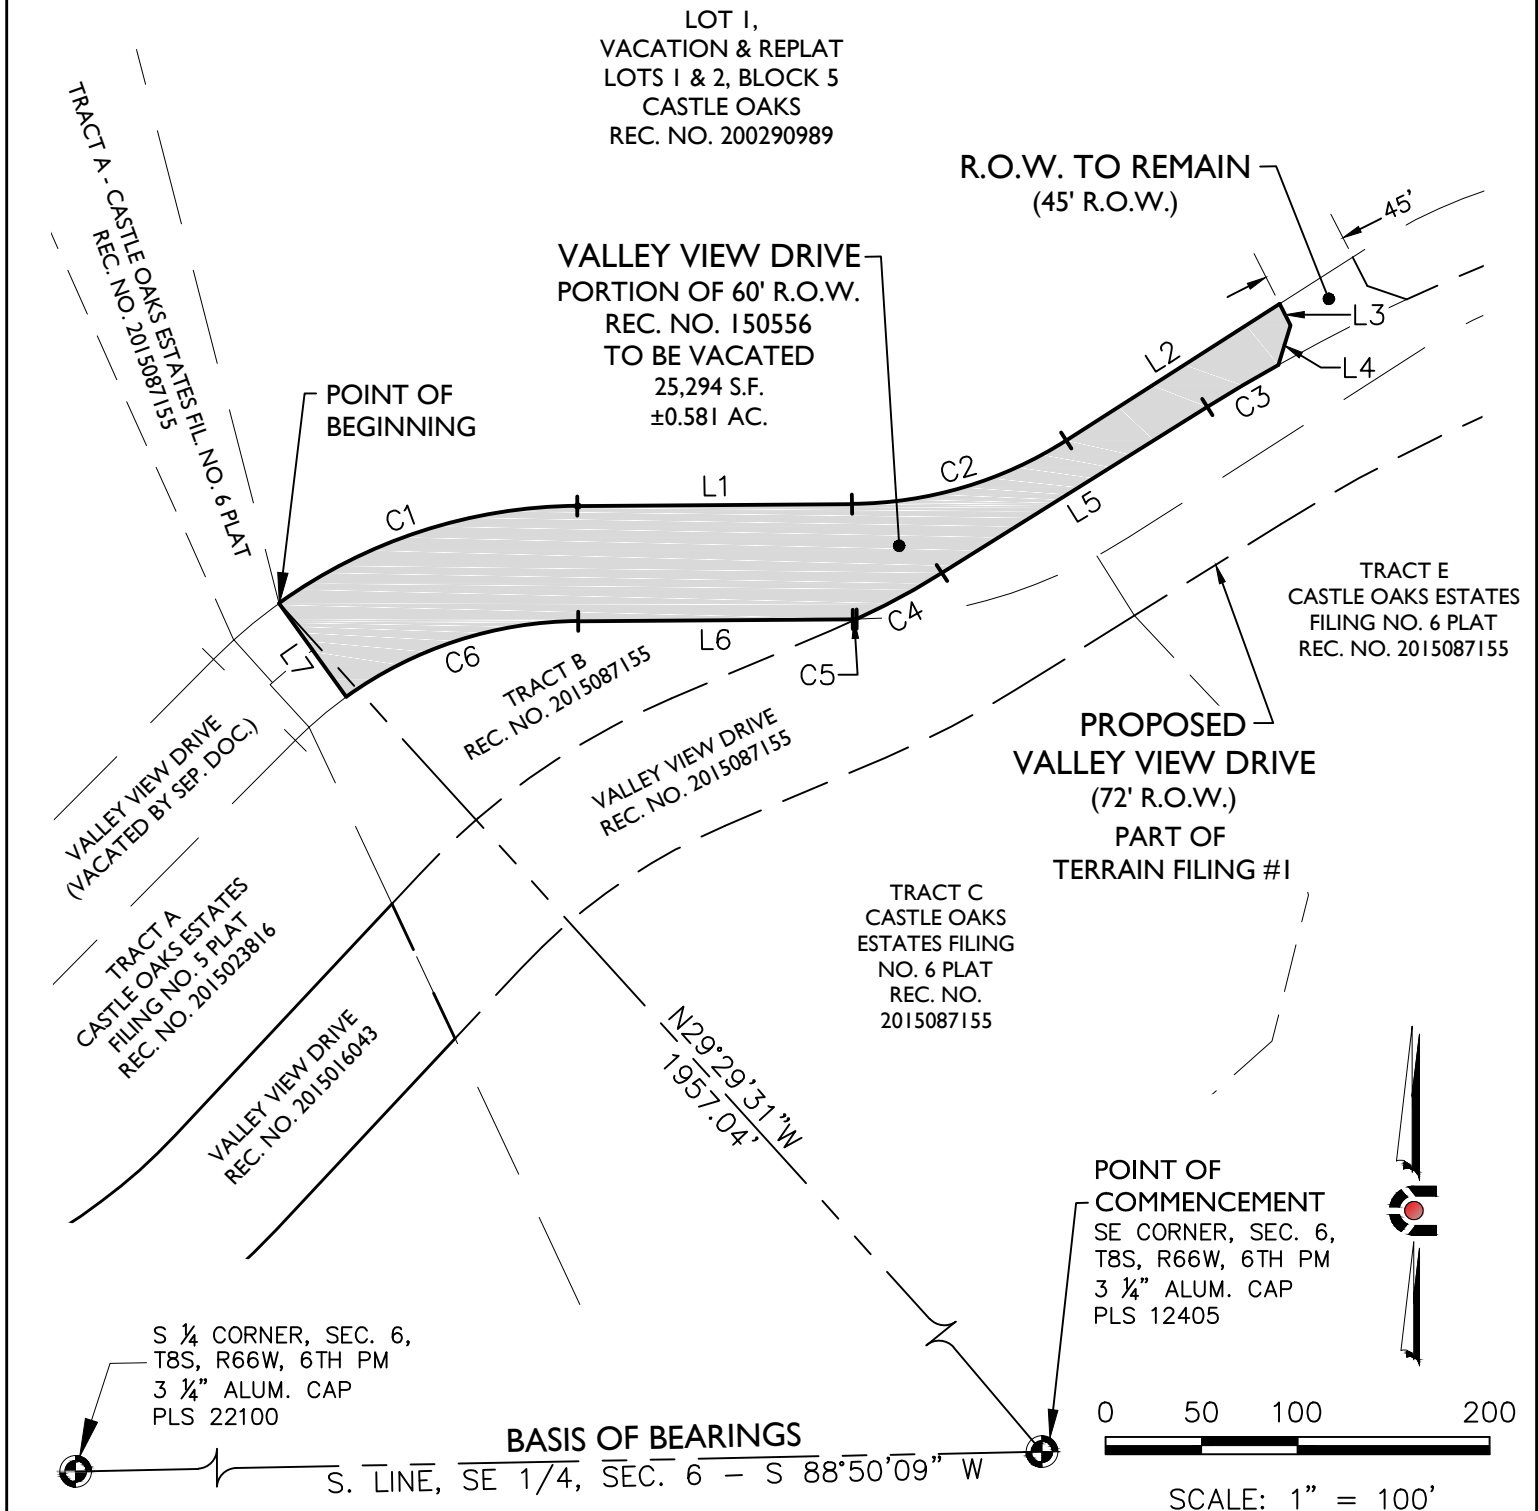 LOT 1,
VACATION & REPLAT
LOTS 1 & 2, BLOCK 5
CASTLE OAKS
REC. NO. 200290989
TRACT A - CASTLE OAKS ESTATES FIL. NO. 6 PLAT
REC. NO. 2015087155
R.O.W. TO REMAIN
(45' R.O.W.)
45'
VALLEY VIEW DRIVE
PORTION OF 60' R.O.W.
REC. NO. 150556
TO BE VACATED
25,294 S.F.
±0.581 AC.
L3
L2
L4
C3
POINT OF
BEGINNING
C2
L1
C1
L5
TRACT E
CASTLE OAKS ESTATES
FILING NO. 6 PLAT
REC. NO. 2015087155
C4
L6
C6
L7
C5
TRACT B
REC. NO. 2015087155
VALLEY VIEW DRIVE
(VACATED BY SEP. DOC.)
VALLEY VIEW DRIVE
REC. NO. 2015087155
PROPOSED
VALLEY VIEW DRIVE
(72' R.O.W.)
PART OF
TERRAIN FILING #1
TRACT A
CASTLE OAKS ESTATES
FILING NO. 5 PLAT
REC. NO. 2015023816
TRACT C
CASTLE OAKS
ESTATES FILING
NO. 6 PLAT
REC. NO.
2015087155
VALLEY VIEW DRIVE
REC. NO. 2015016043
N29°29'31"W
1957.04'
POINT OF
COMMENCEMENT
SE CORNER, SEC. 6,
T8S, R66W, 6TH PM
3 ¼" ALUM. CAP
PLS 12405
S ¼ CORNER, SEC. 6,
T8S, R66W, 6TH PM
3 ¼" ALUM. CAP
PLS 22100
BASIS OF BEARINGS
S. LINE, SE 1/4, SEC. 6 - S 88°50'09" W
0 50 100 200
SCALE: 1" = 100'